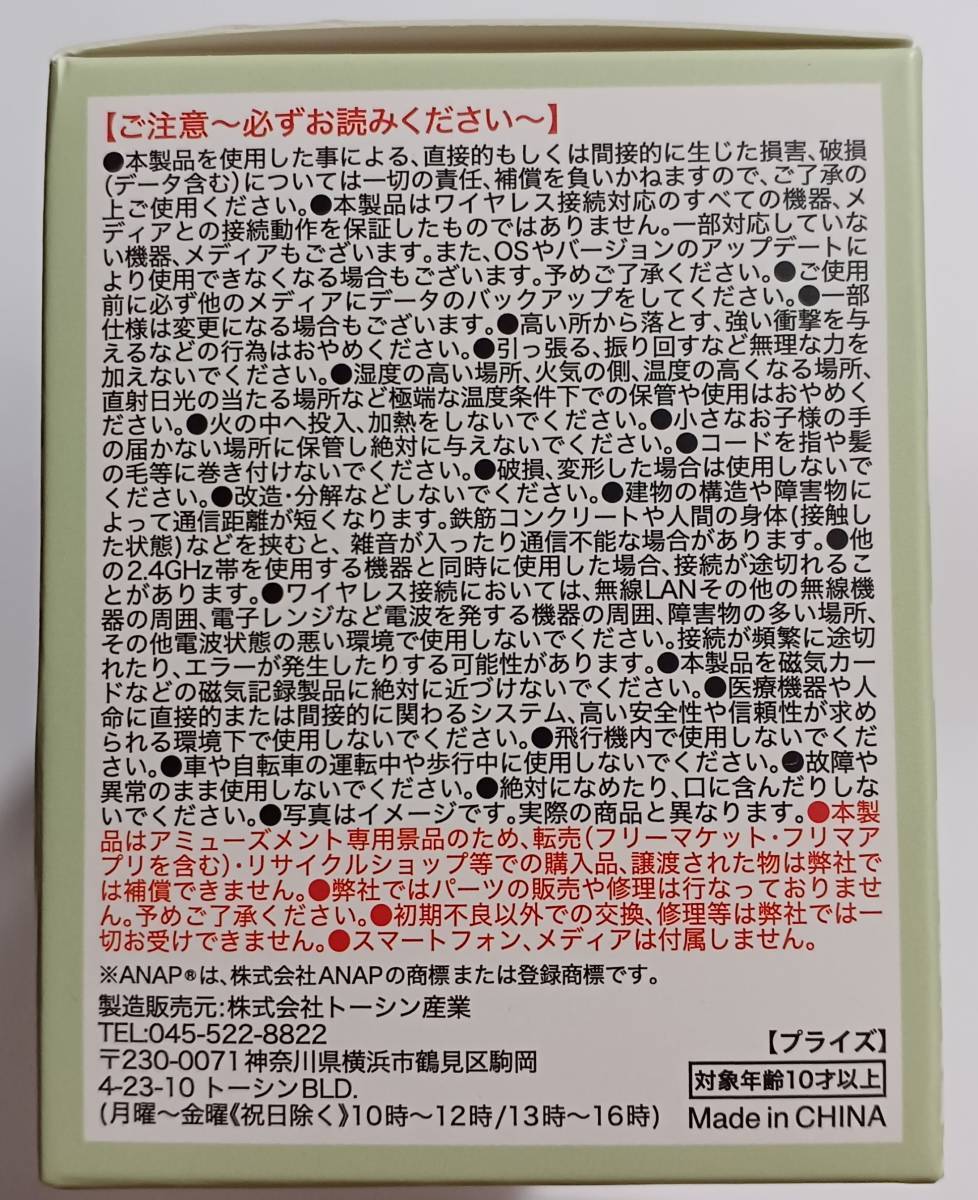 【ご注意～必ずお読みください～】
●本製品を使用した事による、直接的もしくは間接的に生じた損害、破損
(データ含む)については一切の責任、補償を負いかねますので、ご了承の
上ご使用ください。●本製品はワイヤレス接続対応のすべての機器、メ
ディアとの接続動作を保証したものではありません。一部対応していな
い機器、メディアもございます。また、OSやバージョンのアップデートに
より使用できなくなる場合もございます。予めご了承ください。●ご使用
前に必ず他のメディアにデータのバックアップをしてください。●一部
仕様は変更になる場合もございます。●高い所から落とす、強い衝撃を与
えるなどの行為はおやめください。●引っ張る、振り回すなど無理な力を
加えないでください。●湿度の高い場所、火気の側、温度の高くなる場所、
直射日光の当たる場所など極端な温度条件下での保管や使用はおやめく
ださい。●火の中へ投入、加熱をしないでください。●小さなお子様の手
の届かない場所に保管し絶対に与えないでください。●コードを指や髪
の毛等に巻き付けないでください。●破損、変形した場合は使用しないで
ください。●改造・分解などしないでください。●建物の構造や障害物に
よって通信距離が短くなります。鉄筋コンクリートや人間の身体(接触し
た状態)などを挟むと、雑音が入ったり通信不能な場合があります。●他
の2.4GHz帯を使用する機器と同時に使用した場合、接続が途切れるこ
とがあります。●ワイヤレス接続においては、無線LANその他の無線機
器の周囲、電子レンジなど電波を発する機器の周囲、障害物の多い場所、
その他電波状態の悪い環境で使用しないでください。接続が頻繁に途切
れたり、エラーが発生したりする可能性があります。●本製品を磁気カー
ドなどの磁気記録製品に絶対に近づけないでください。●医療機器や人
命に直接的または間接的に関わるシステム、高い安全性や信頼性が求め
られる環境下で使用しないでください。●飛行機内で使用しないでくだ
さい。●車や自転車の運転中や歩行中に使用しないでください。●故障や
異常のまま使用しないでください。●絶対になめたり、口に含んだりしな
いでください。●写真はイメージです。実際の商品と異なります。●本製
品はアミューズメント専用景品のため、転売(フリーマケット・フリマア
プリを含む)・リサイクルショップ等での購入品、譲渡された物は弊社で
は補償できません。●弊社ではパーツの販売や修理は行なっておりませ
ん。予めご了承ください。●初期不良以外での交換、修理等は弊社では一
切お受けできません。●スマートフォン、メディアは付属しません。
※ANAP®は、株式会社ANAPの商標または登録商標です。
製造販売元:株式会社トーシン産業
TEL:045-522-8822
〒230-0071 神奈川県横浜市鶴見区駒岡
4-23-10 トーシンBLD.
(月曜～金曜《祝日除く》10時～12時/13時～16時)
【プライズ】
対象年齢10才以上
Made in CHINA